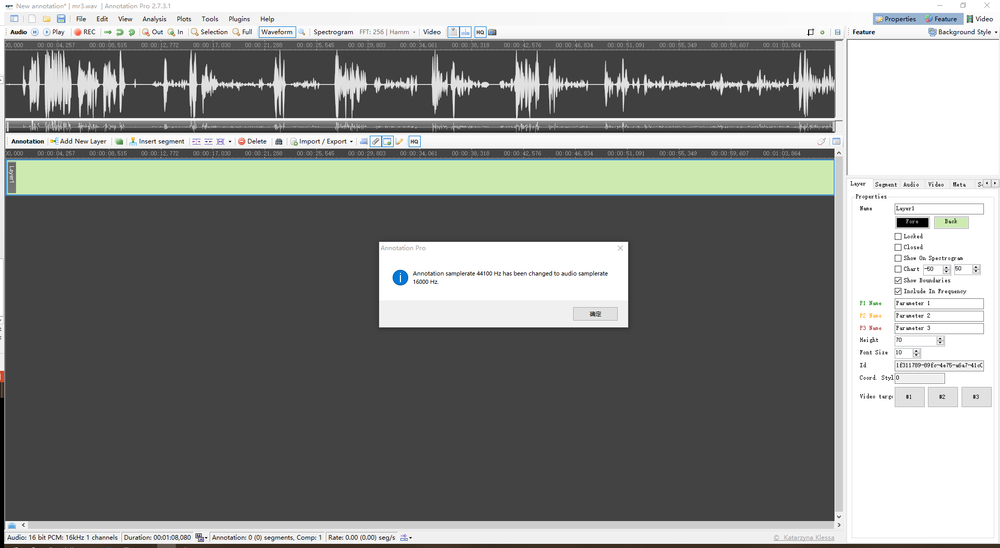 New annotation* | mr3.wav | Annotation Pro 2.7.3.1
File Edit View Analysis Plots Tools Plugins Help
Properties Feature Video
Audio Play REC Out In Selection Full Waveform Spectrogram FFT: 256 | Hamm Video HQ
Feature Background Style
00,000 00:00:04,257 00:00:08,515 00:00:12,772 00:00:17,030 00:00:21,288 00:00:25,545 00:00:29,803 00:00:34,061 00:00:38,318 00:00:42,576 00:00:46,834 00:00:51,091 00:00:55,349 00:00:59,607 00:01:03,864
Annotation Add New Layer Insert segment Delete Import / Export HQ
00,000 00:00:04,257 00:00:08,515 00:00:12,772 00:00:17,030 00:00:21,288 00:00:25,545 00:00:29,803 00:00:34,061 00:00:38,318 00:00:42,576 00:00:46,834 00:00:51,091 00:00:55,349 00:00:59,607 00:01:03,864
Layer1
Annotation Pro
Annotation samplerate 44100 Hz has been changed to audio samplerate
16000 Hz.
确定
Layer Segment Audio Video Meta
Properties
Name Layer1
Fore Back
Locked
Closed
Show On Spectrogram
Chart -50 50
Show Boundaries
Include In Frequency
P1 Name Parameter 1
P2 Name Parameter 2
P3 Name Parameter 3
Height 70
Font Size 10
Id 1f311789-89fc-4e75-a6a7-41c0
Coord. Styl 0
Video targe #1 #2 #3
Audio: 16 bit PCM: 16kHz 1 channels Duration: 00:01:08,080 Annotation: 0 (0) segments, Comp: 1 Rate: 0.00 (0.00) seg/s
© Katarzyna Klessa